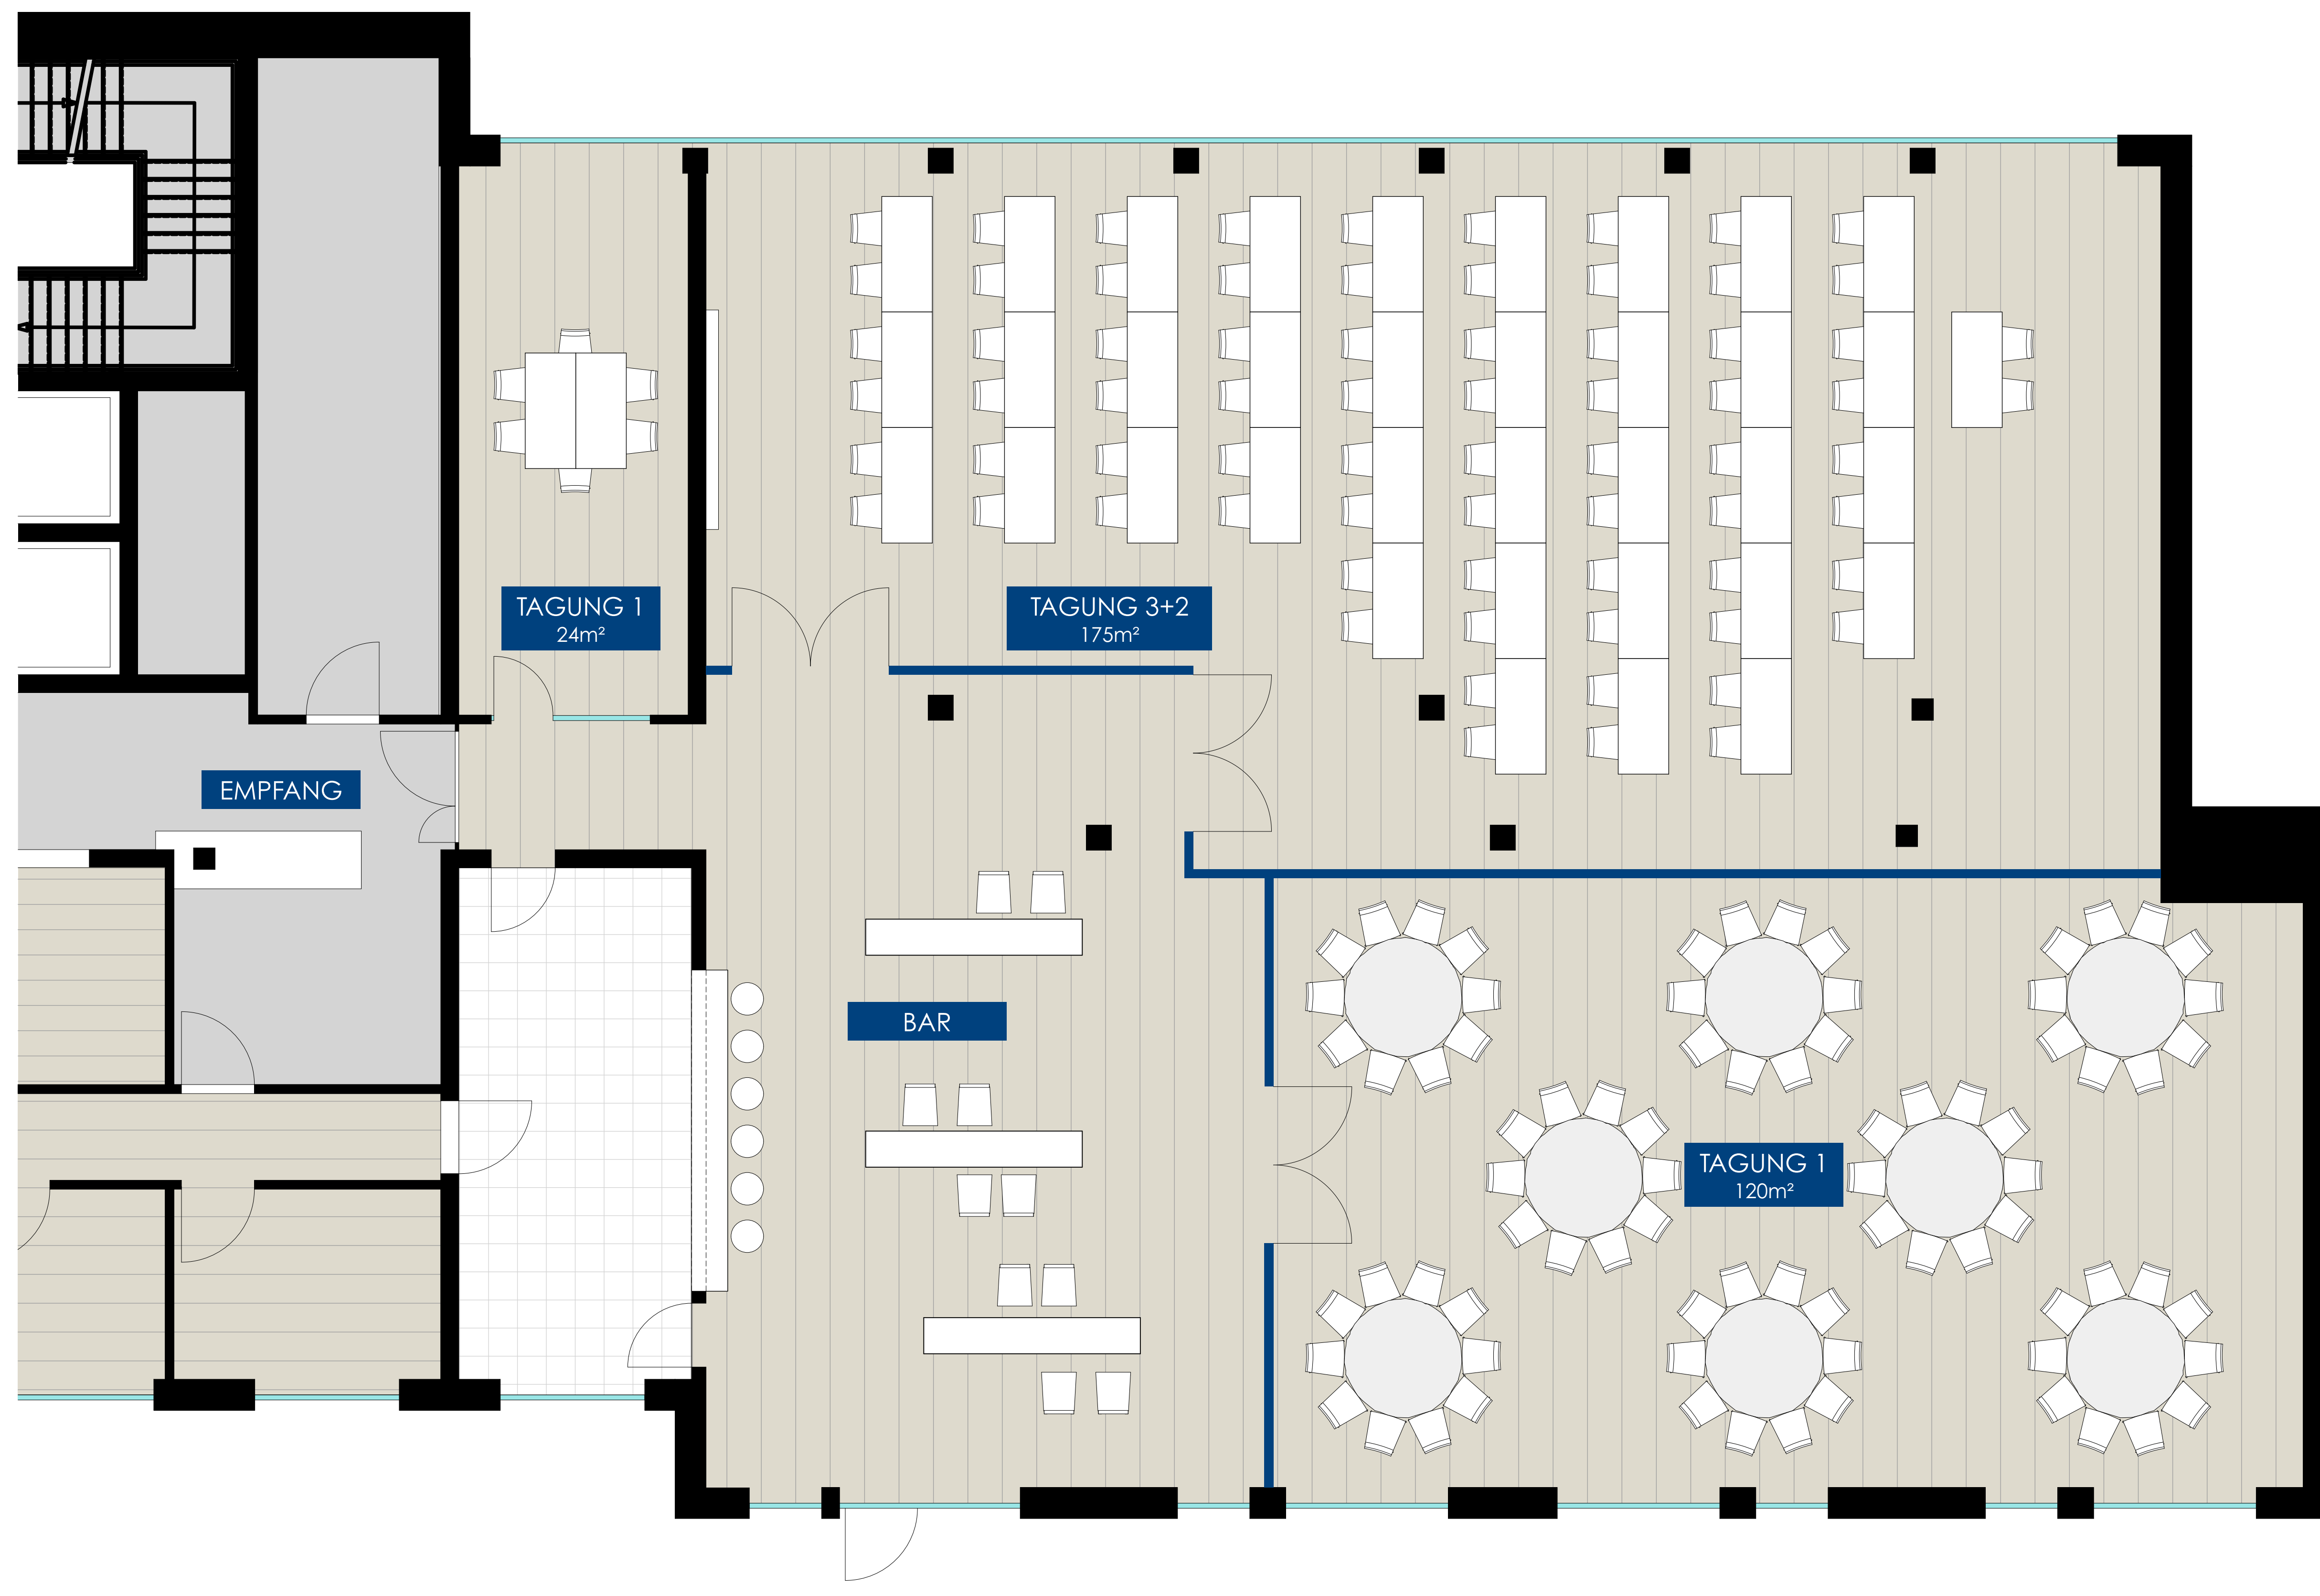 TAGUNG 1
24m²
TAGUNG 3+2
175m²
EMPFANG
BAR
TAGUNG 1
120m²